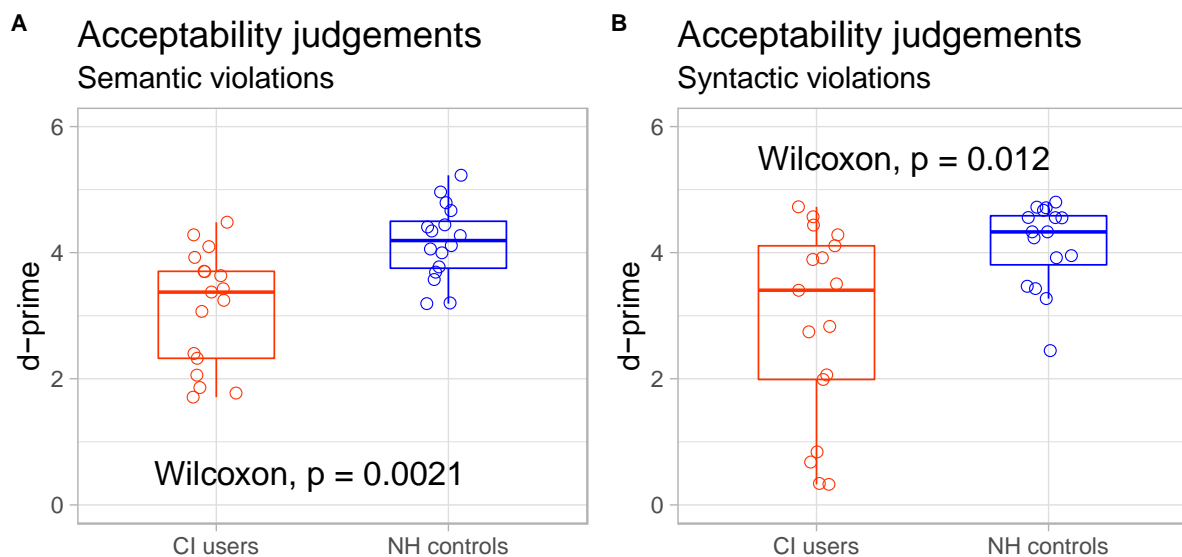 A
Acceptability judgements
Semantic violations
d−prime
6
4
2
0
Wilcoxon, p = 0.0021
CI users
NH controls
B
Acceptability judgements
Syntactic violations
d−prime
6
4
2
0
Wilcoxon, p = 0.012
CI users
NH controls